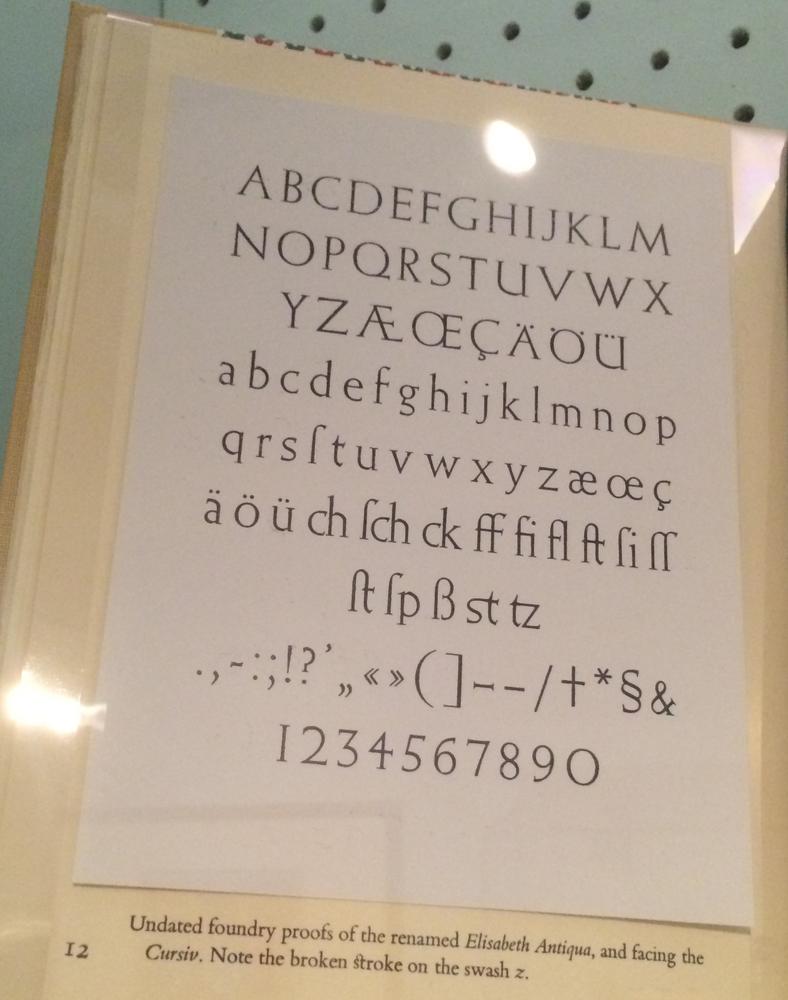 ABCDEFGHIJKLM
NOPQRSTUVWX
YZÆŒÇÄÖÜ
abcdefghijklmnop
qrsſtuvwxyzæœç
äöü ch ſch ck ff fi fl ft ſi ſſ
ſt ſp ß st tz
.,-:;!?’„«»(]––/†*§&
1234567890
Undated foundry proofs of the renamed Elisabeth Antiqua, and facing the
12 Cursiv. Note the broken stroke on the swash z.